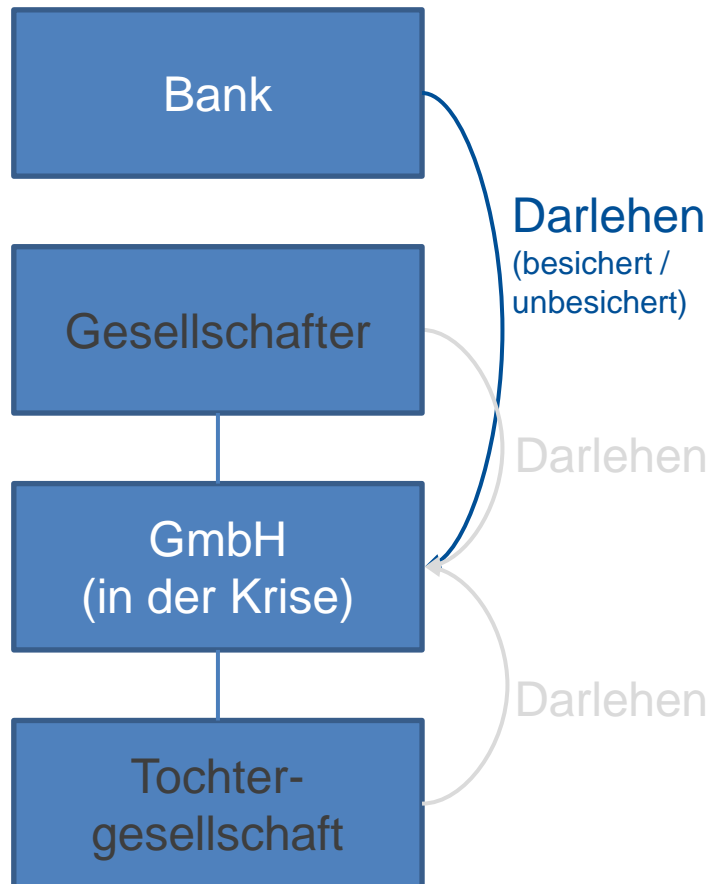 Bank
Darlehen
(besichert /
unbesichert)
Gesellschafter
Darlehen
GmbH
(in der Krise)
Darlehen
Tochter-
gesellschaft